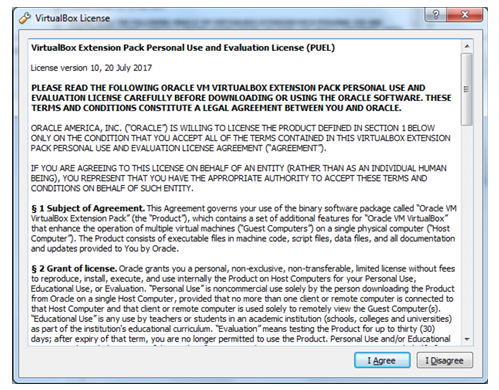 VirtualBox License
VirtualBox Extension Pack Personal Use and Evaluation License (PUEL)
License version 10, 20 July 2017
PLEASE READ THE FOLLOWING ORACLE VM VIRTUALBOX EXTENSION PACK PERSONAL USE AND
EVALUATION LICENSE CAREFULLY BEFORE DOWNLOADING OR USING THE ORACLE SOFTWARE. THESE
TERMS AND CONDITIONS CONSTITUTE A LEGAL AGREEMENT BETWEEN YOU AND ORACLE.
ORACLE AMERICA, INC. ("ORACLE") IS WILLING TO LICENSE THE PRODUCT DEFINED IN SECTION 1 BELOW
ONLY ON THE CONDITION THAT YOU ACCEPT ALL OF THE TERMS CONTAINED IN THIS VIRTUALBOX EXTENSION
PACK PERSONAL USE AND EVALUATION LICENSE AGREEMENT ("AGREEMENT").
IF YOU ARE AGREEING TO THIS LICENSE ON BEHALF OF AN ENTITY (RATHER THAN AS AN INDIVIDUAL HUMAN
BEING), YOU REPRESENT THAT YOU HAVE THE APPROPRIATE AUTHORITY TO ACCEPT THESE TERMS AND
CONDITIONS ON BEHALF OF SUCH ENTITY.
§ 1 Subject of Agreement. This Agreement governs your use of the binary software package called "Oracle VM
VirtualBox Extension Pack" (the "Product"), which contains a set of additional features for "Oracle VM VirtualBox"
that enhance the operation of multiple virtual machines ("Guest Computers") on a single physical computer ("Host
Computer"). The Product consists of executable files in machine code, script files, data files, and all documentation
and updates provided to You by Oracle.
§ 2 Grant of license. Oracle grants you a personal, non-exclusive, non-transferable, limited license without fees
to reproduce, install, execute, and use internally the Product on Host Computers for your Personal Use,
Educational Use, or Evaluation. "Personal Use" is noncommercial use solely by the person downloading the Product
from Oracle on a single Host Computer, provided that no more than one client or remote computer is connected to
that Host Computer and that client or remote computer is used solely to remotely view the Guest Computer(s).
"Educational Use" is any use by teachers or students in an academic institution (schools, colleges and universities)
as part of the institution's educational curriculum. "Evaluation" means testing the Product for up to thirty (30)
days; after expiry of that term, you are no longer permitted to use the Product. Personal Use and/or Educational
I Agree
I Disagree